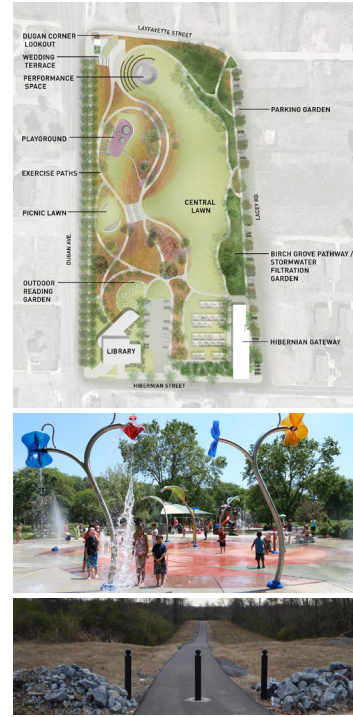 LAYFAYETTE STREET
DUGAN CORNER
LOOKOUT
WEDDING
TERRACE
PERFORMANCE
SPACE
PARKING GARDEN
PLAYGROUND
EXERCISE PATHS
PICNIC LAWN
CENTRAL
LAWN
LACEY RD.
DUGAN AVE.
BIRCH GROVE PATHWAY /
STORMWATER
FILTRATION
GARDEN
OUTDOOR
READING
GARDEN
LIBRARY
HIBERNIAN GATEWAY
HIBERNIAN STREET